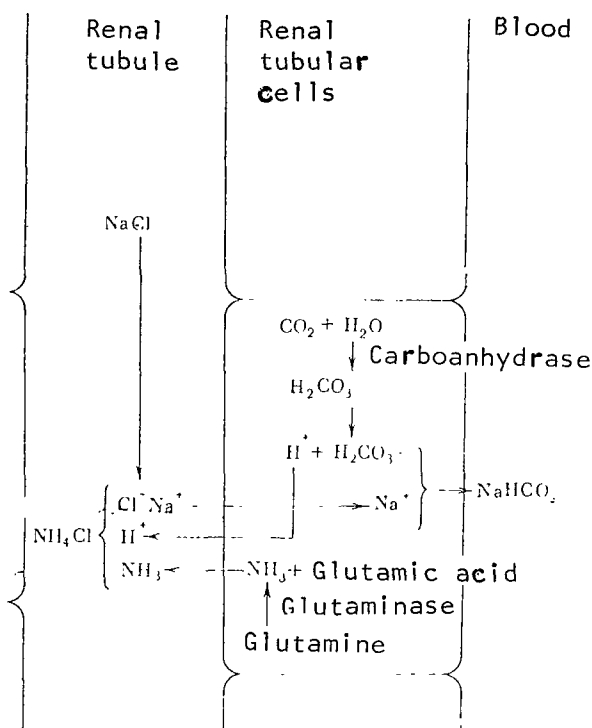 Renal
tubule
Renal
tubular
cells
Blood
NaCl
CO₂ + H₂O
Carboanhydrase
H₂CO₃
H⁺ + H₂CO₃⁻
Cl⁻ Na⁺
Na⁺
NaHCO₃
NH₄Cl
H⁺
NH₃
NH₃ + Glutamic acid
Glutaminase
Glutamine